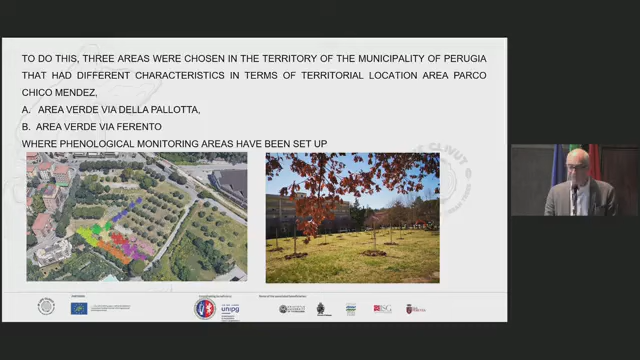 TO DO THIS, THREE AREAS WERE CHOSEN IN THE TERRITORY OF THE MUNICIPALITY OF PERUGIA
THAT HAD DIFFERENT CHARACTERISTICS IN TERMS OF TERRITORIAL LOCATION AREA PARCO
CHICO MENDEZ,
A. AREA VERDE VIA DELLA PALLOTTA,
B. AREA VERDE VIA FERENTO
WHERE PHENOLOGICAL MONITORING AREAS HAVE BEEN SET UP
unipg
ISG